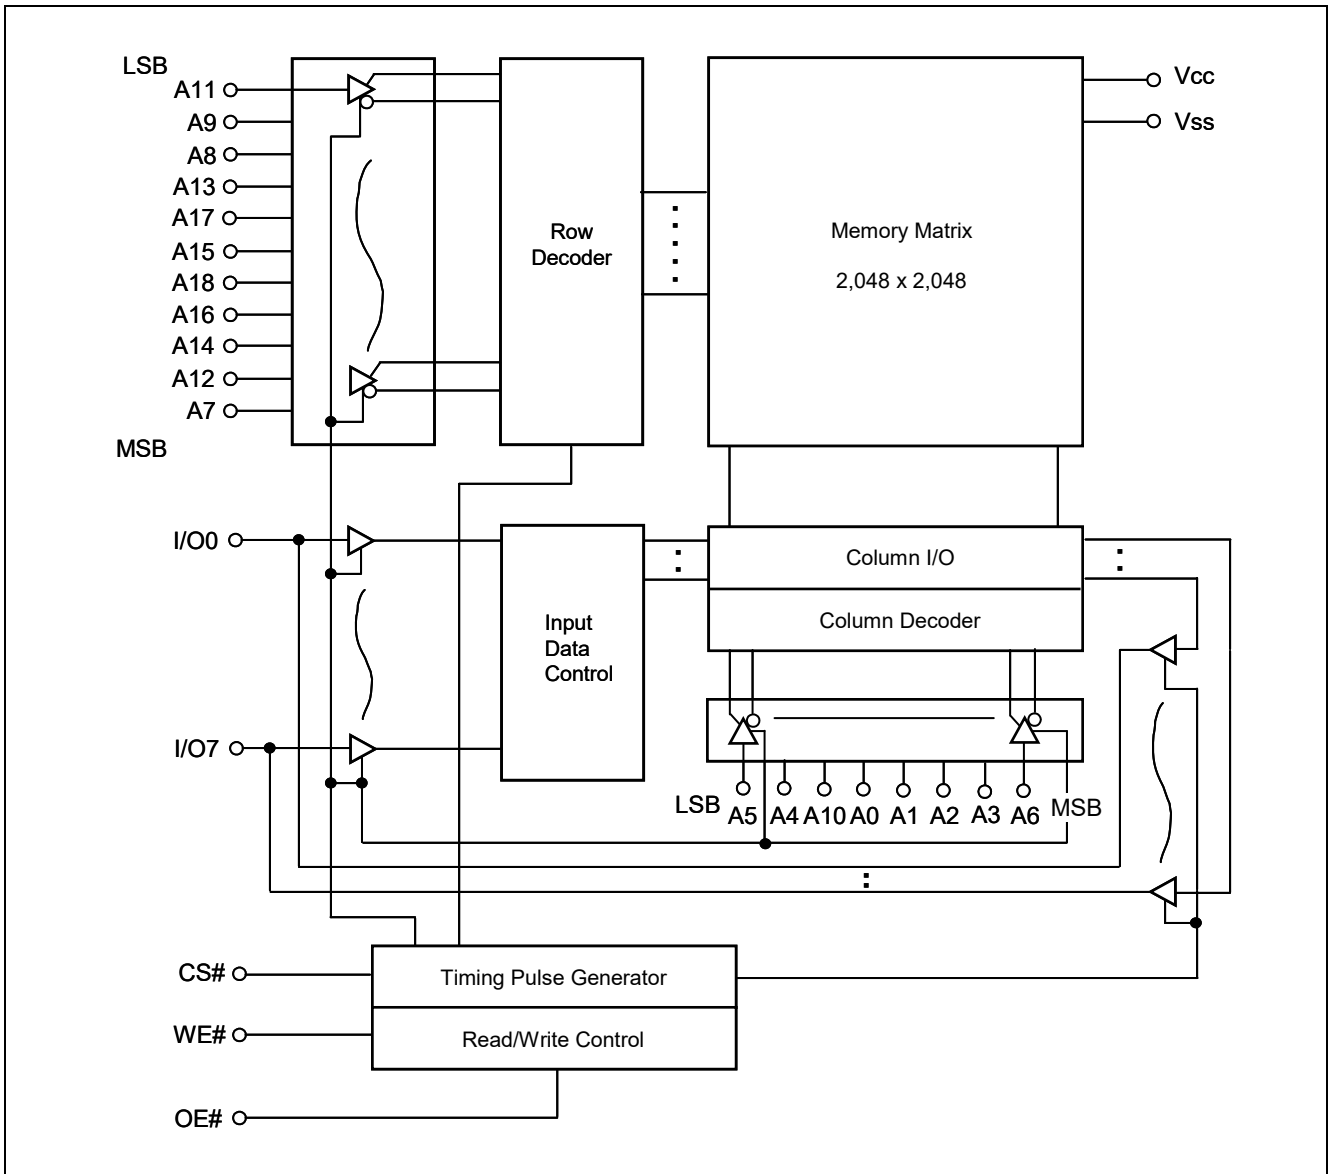 LSB
A11
A9
A8
A13
A17
A15
A18
A16
A14
A12
A7
MSB
Row
Decoder
Memory Matrix
2,048 x 2,048
Vcc
Vss
I/O0
I/O7
Input
Data
Control
Column I/O
Column Decoder
LSB A5 A4 A10 A0 A1 A2 A3 A6 MSB
CS#
WE#
OE#
Timing Pulse Generator
Read/Write Control